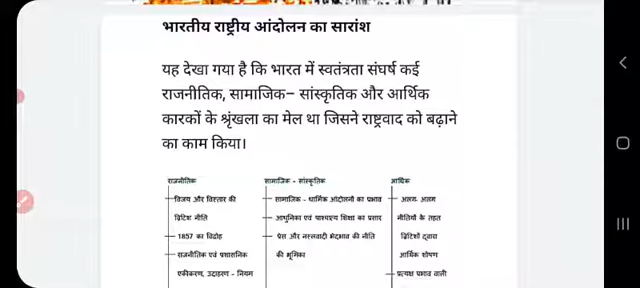 भारतीय राष्ट्रीय आंदोलन का सारांश
यह देखा गया है कि भारत में स्वतंत्रता संघर्ष कई
राजनीतिक, सामाजिक– सांस्कृतिक और आर्थिक
कारकों के श्रृंखला का मेल था जिसने राष्ट्रवाद को बढ़ाने
का काम किया।
राजनीतिक
विजय और विस्तार की
ब्रिटिश नीति
1857 का विद्रोह
राजनीतिक एवं प्रशासनिक
एकीकरण, उदाहरण - नियम
सामाजिक - सांस्कृतिक
सामाजिक - धार्मिक आंदोलनों का प्रभाव
आधुनिक एवं पाश्चात्य शिक्षा का प्रसार
प्रेस और नस्लवादी भेदभाव की नीति
की भूमिका
आर्थिक
अलग- अलग
नीतियों के तहत
ब्रिटिशों द्वारा
आर्थिक शोषण
प्रत्यक्ष प्रभाव वाली